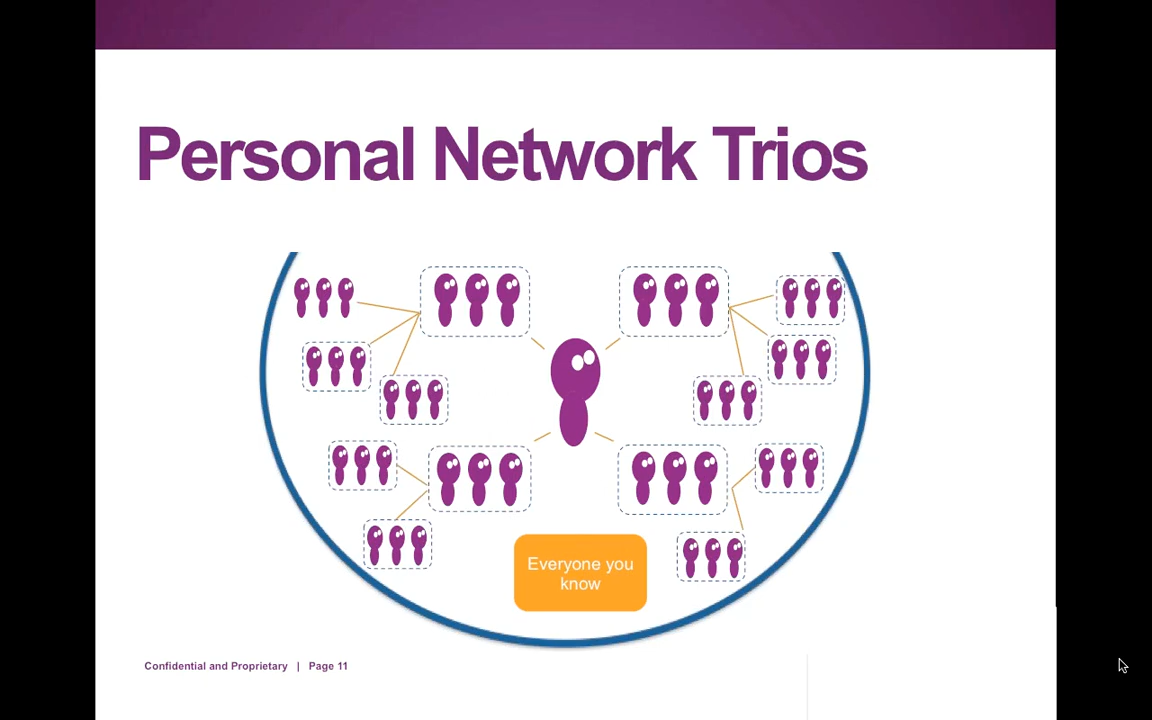 Personal Network Trios
Everyone you
know
Confidential and Proprietary | Page 11